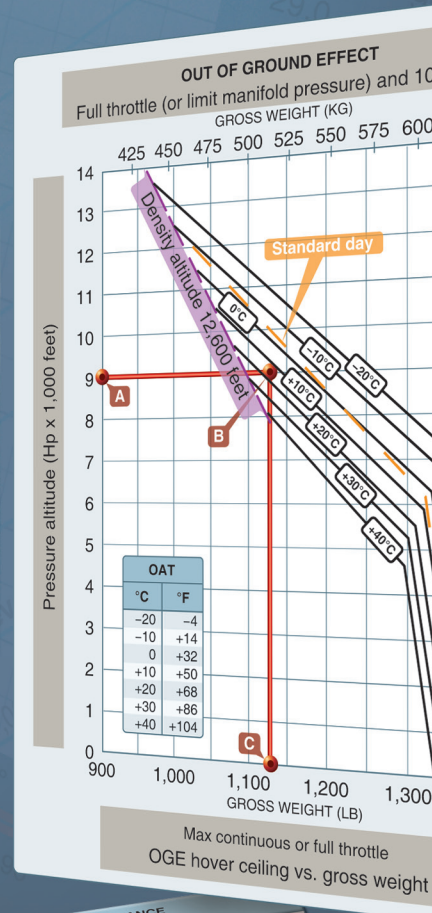 OUT OF GROUND EFFECT
Full throttle (or limit manifold pressure) and 10
GROSS WEIGHT (KG)
425 450 475 500 525 550 575 600
Pressure altitude (Hp x 1,000 feet)
14
13
12
11
10
9
8
7
6
5
4
3
2
1
0
Density altitude 12,600 feet
Standard day
0°C
-10°C
-20°C
+10°C
+20°C
+30°C
+40°C
A
B
C
OAT
°C °F
-20 -4
-10 +14
0 +32
+10 +50
+20 +68
+30 +86
+40 +104
900 1,000 1,100 1,200 1,300
GROSS WEIGHT (LB)
Max continuous or full throttle
OGE hover ceiling vs. gross weight